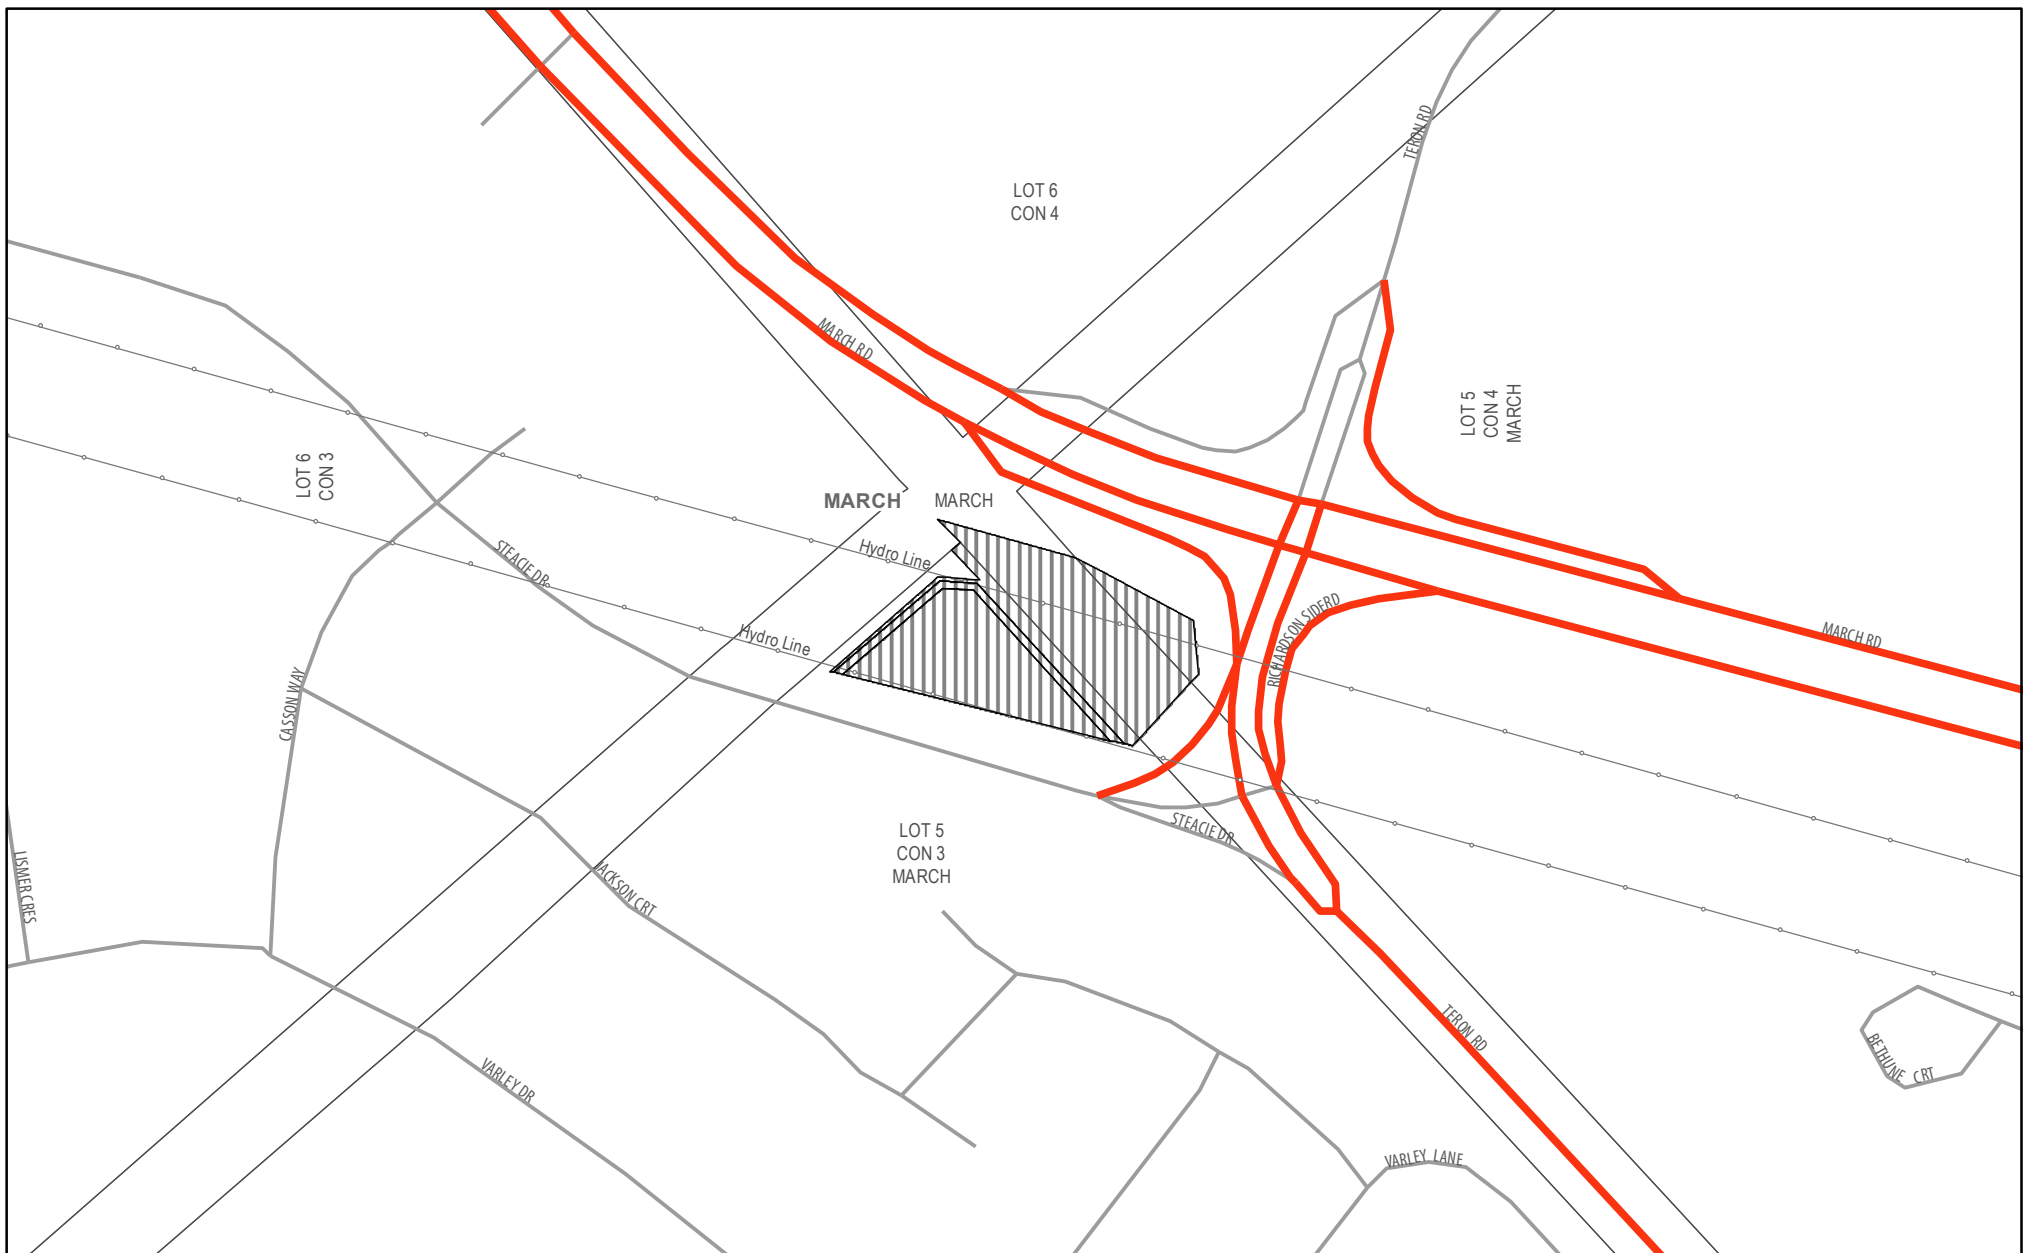 TERON RD
LOT 6
CON 4
MARCH RD
LOT 5
CON 4
MARCH
LOT 6
CON 3
MARCH
MARCH
Hydro Line
STEACIE DR
RICHARDSON SIDERD
Hydro Line
MARCH RD
CASSON WAY
STEACIE DR
LOT 5
CON 3
MARCH
LISMER CRES
JACKSON CRT
TERON RD
BETHUNE CRT
VARLEY DR
VARLEY LANE